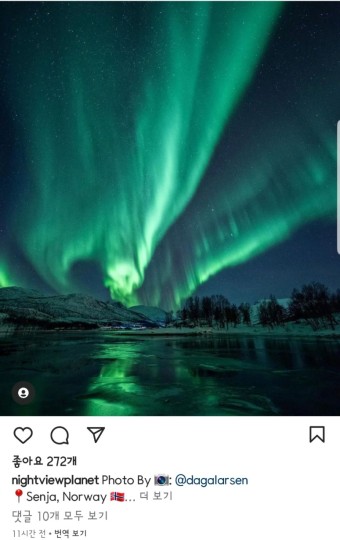 좋아요 272개
nightviewplanet Photo By 📷: @dagalarsen
📍Senja, Norway 🇳🇴... 더 보기
댓글 10개 모두 보기
11시간 전 • 번역 보기